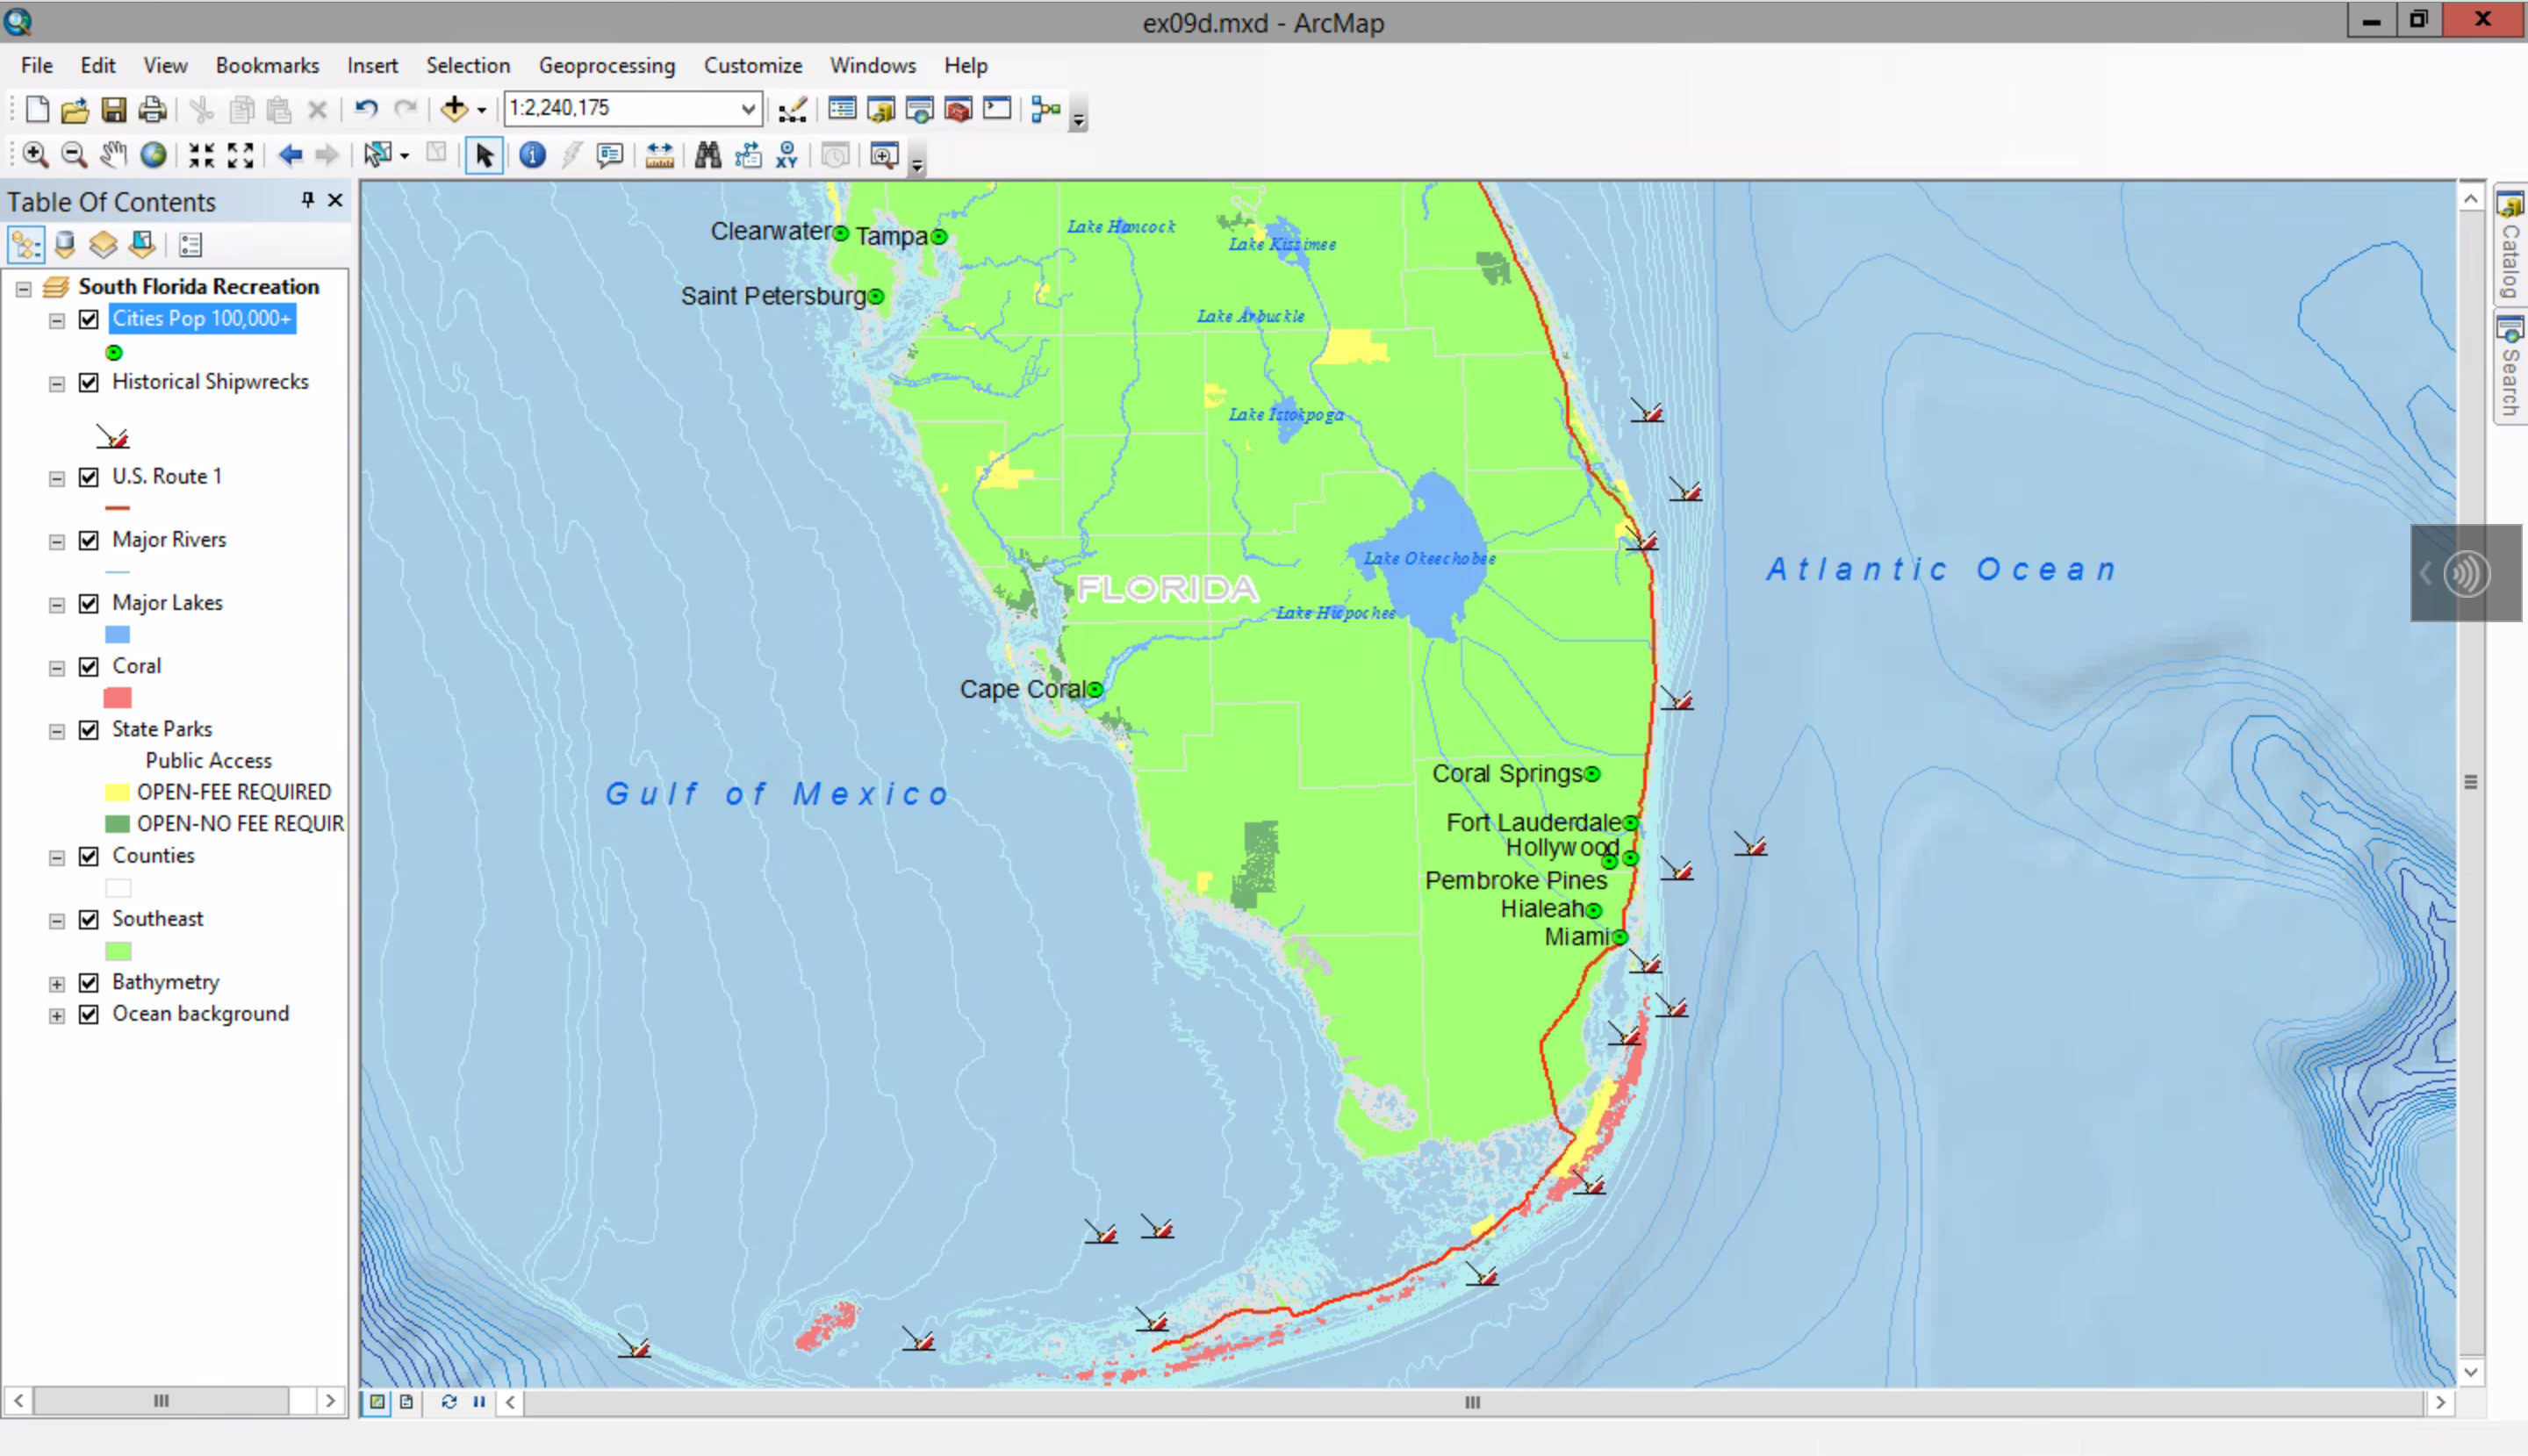 ex09d.mxd - ArcMap
File Edit View Bookmarks Insert Selection Geoprocessing Customize Windows Help
1:2,240,175
XY
Table Of Contents
South Florida Recreation
Cities Pop 100,000+
Historical Shipwrecks
U.S. Route 1
Major Rivers
Major Lakes
Coral
State Parks
Public Access
OPEN-FEE REQUIRED
OPEN-NO FEE REQUIR
Counties
Southeast
Bathymetry
Ocean background
Clearwater
Tampa
Saint Petersburg
Lake Hancock
Lake Kissimee
Lake Arbuckle
Lake Istokpoga
Lake Okeechobee
FLORIDA
Lake Hicpochee
Cape Coral
Atlantic Ocean
Gulf of Mexico
Coral Springs
Fort Lauderdale
Hollywood
Pembroke Pines
Hialeah
Miami
Catalog
Search